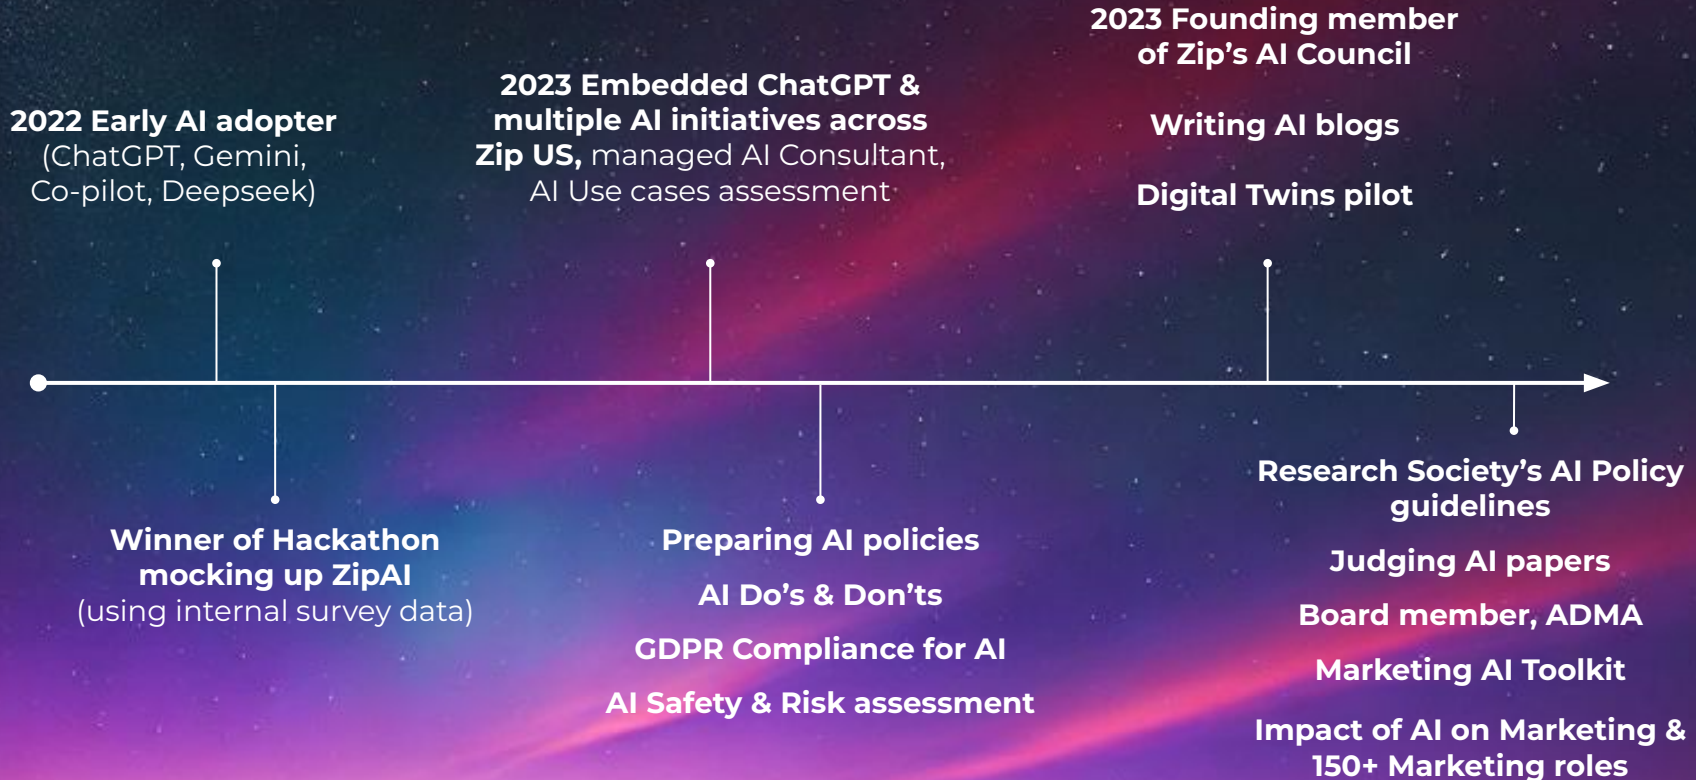 2022 Early AI adopter
(ChatGPT, Gemini,
Co-pilot, Deepseek)
2023 Embedded ChatGPT &
multiple AI initiatives across
Zip US, managed AI Consultant,
AI Use cases assessment
2023 Founding member
of Zip's AI Council
Writing AI blogs
Digital Twins pilot
Winner of Hackathon
mocking up ZipAI
(using internal survey data)
Preparing AI policies
AI Do's & Don'ts
GDPR Compliance for AI
AI Safety & Risk assessment
Research Society's AI Policy
guidelines
Judging AI papers
Board member, ADMA
Marketing AI Toolkit
Impact of AI on Marketing &
150+ Marketing roles